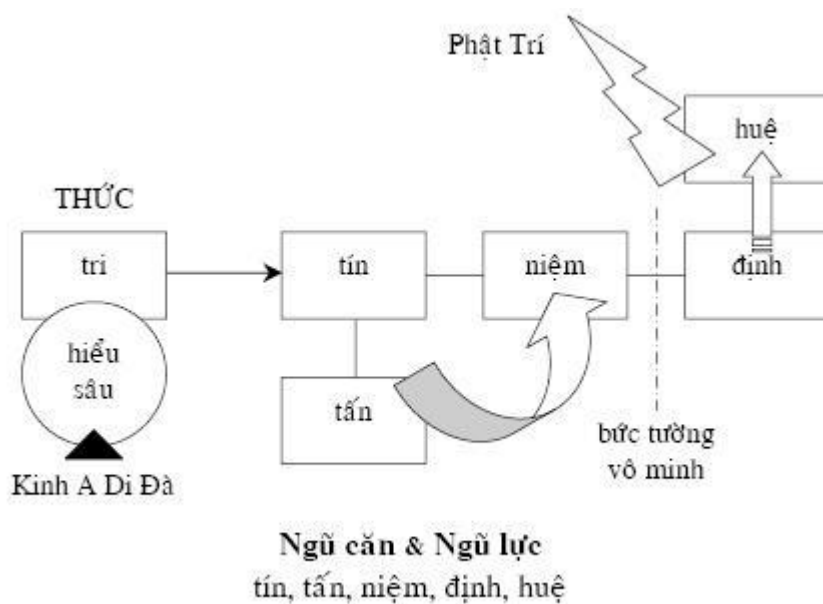 Phật Trí
huệ
THỨC
tri
tín
niệm
định
hiểu
sâu
tấn
bức tường
vô minh
Kinh A Di Đà
Ngũ căn & Ngũ lực
tín, tấn, niệm, định, huệ